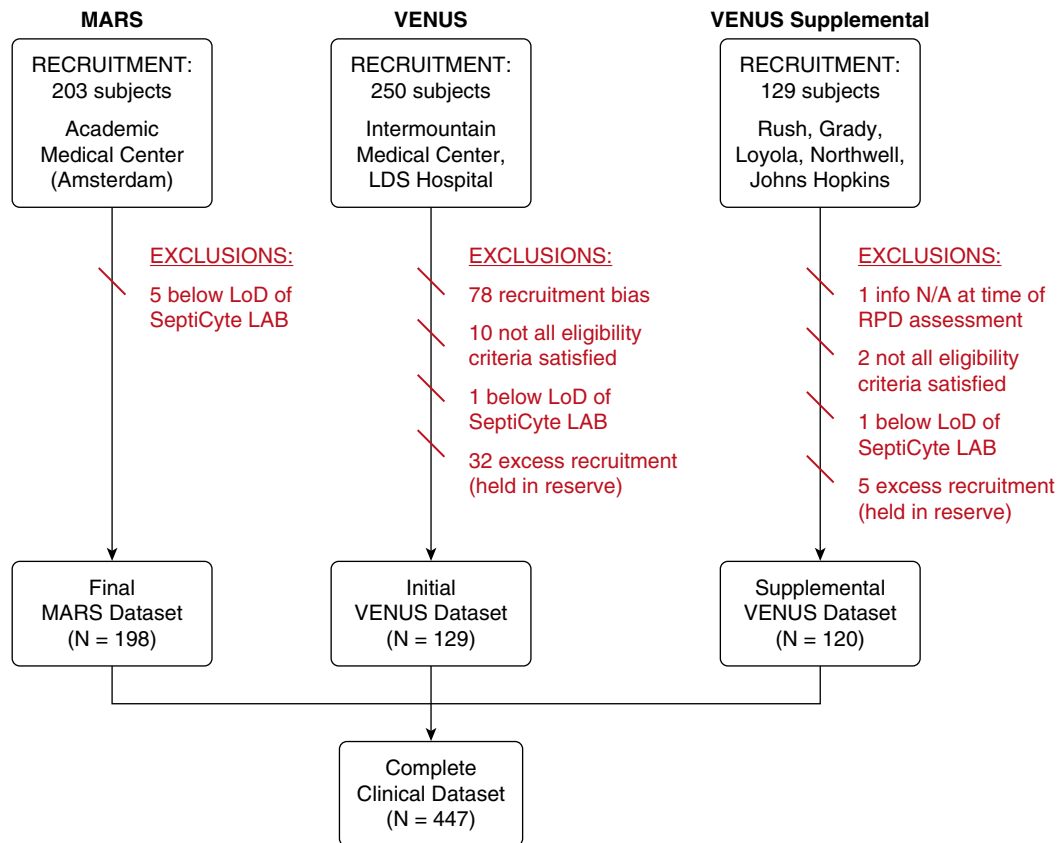 MARS
RECRUITMENT:
203 subjects
Academic
Medical Center
(Amsterdam)
EXCLUSIONS:
5 below LoD of
SeptiCyte LAB
Final
MARS Dataset
(N = 198)
VENUS
RECRUITMENT:
250 subjects
Intermountain
Medical Center,
LDS Hospital
EXCLUSIONS:
78 recruitment bias
10 not all eligibility
criteria satisfied
1 below LoD of
SeptiCyte LAB
32 excess recruitment
(held in reserve)
Initial
VENUS Dataset
(N = 129)
VENUS Supplemental
RECRUITMENT:
129 subjects
Rush, Grady,
Loyola, Northwell,
Johns Hopkins
EXCLUSIONS:
1 info N/A at time of
RPD assessment
2 not all eligibility
criteria satisfied
1 below LoD of
SeptiCyte LAB
5 excess recruitment
(held in reserve)
Supplemental
VENUS Dataset
(N = 120)
Complete
Clinical Dataset
(N = 447)